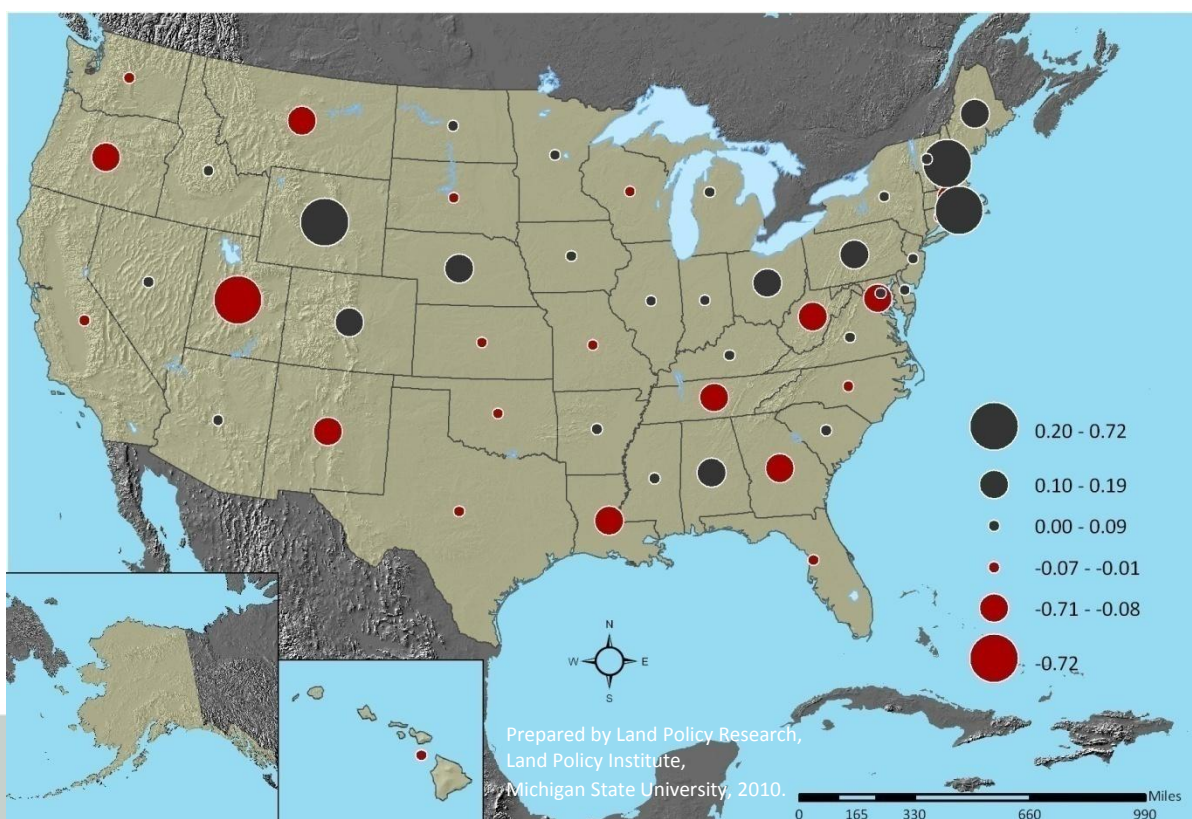 0.20 - 0.72
0.10 - 0.19
0.00 - 0.09
-0.07 - -0.01
-0.71 - -0.08
-0.72
N
W E
S
Prepared by Land Policy Research,
Land Policy Institute,
Michigan State University, 2010.
Miles
0 165 330 660 990